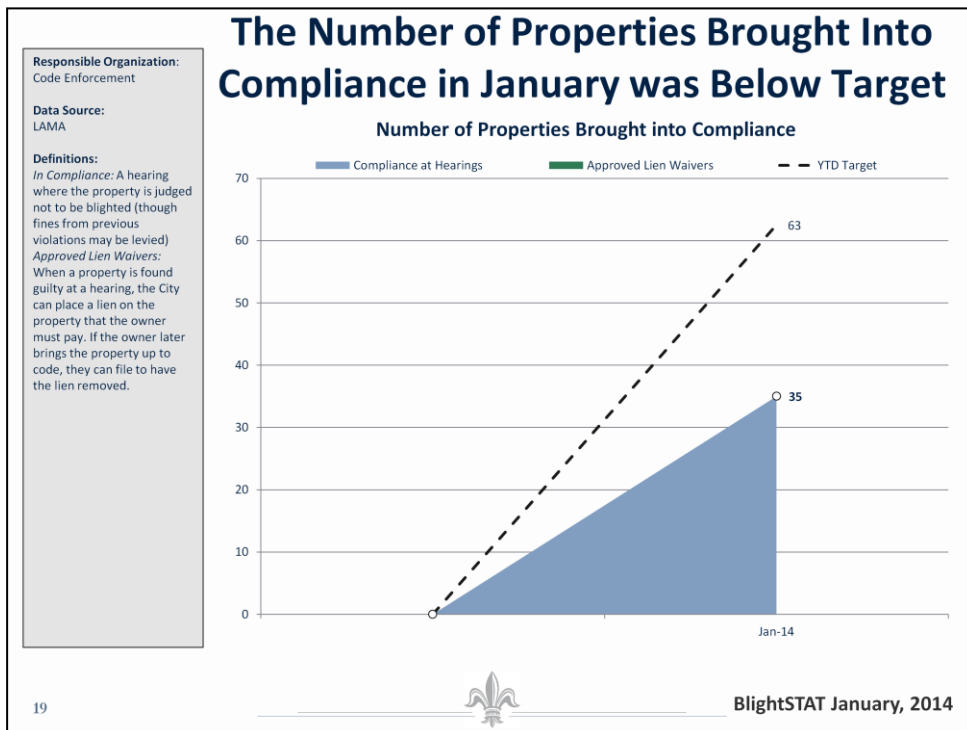 The Number of Properties Brought Into
Compliance in January was Below Target
Responsible Organization:
Code Enforcement
Data Source:
LAMA
Definitions:
In Compliance: A hearing
where the property is judged
not to be blighted (though
fines from previous
violations may be levied)
Approved Lien Waivers:
When a property is found
guilty at a hearing, the City
can place a lien on the
property that the owner
must pay. If the owner later
brings the property up to
code, they can file to have
the lien removed.
Number of Properties Brought into Compliance
Compliance at Hearings Approved Lien Waivers YTD Target
70
60
50
40
30
20
10
0
63
35
Jan-14
19
BlightSTAT January, 2014